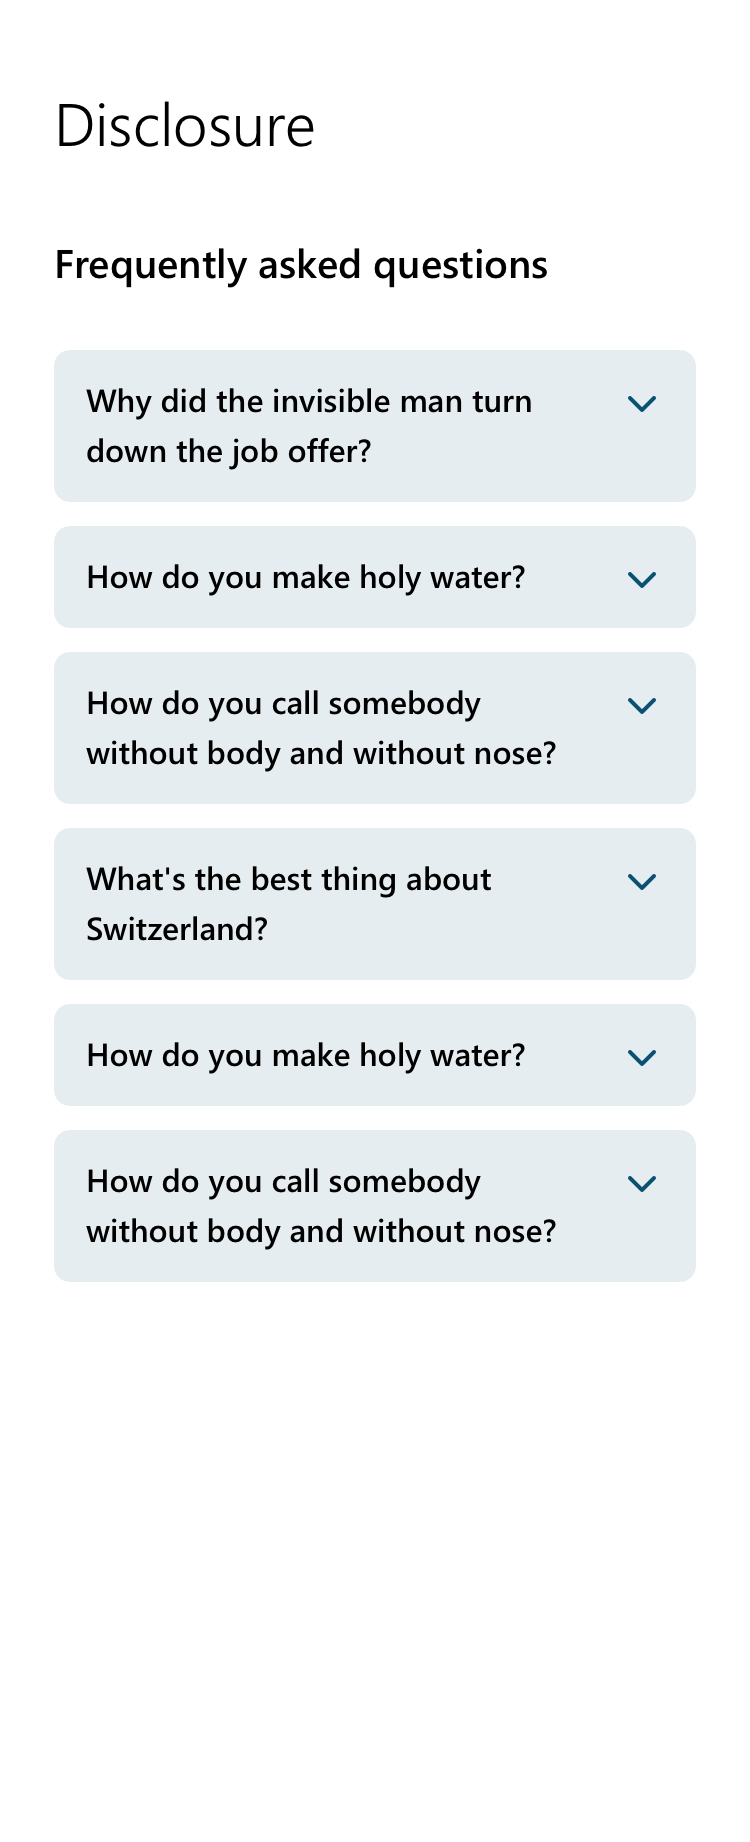 Disclosure
Frequently asked questions
Why did the invisible man turn
down the job offer?
How do you make holy water?
How do you call somebody
without body and without nose?
What's the best thing about
Switzerland?
How do you make holy water?
How do you call somebody
without body and without nose?